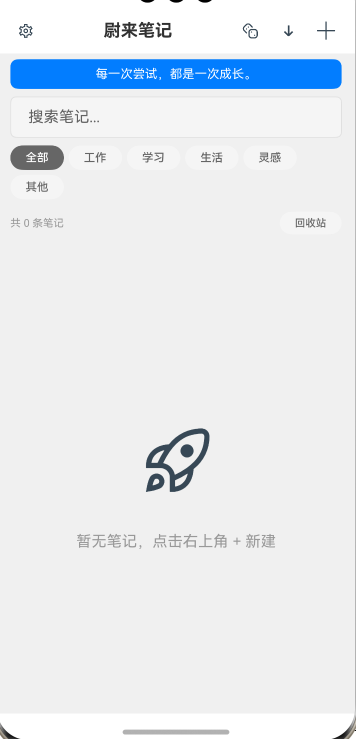 尉来笔记
每一次尝试，都是一次成长。
搜索笔记...
全部 工作 学习 生活 灵感
其他
共 0 条笔记 回收站
暂无笔记，点击右上角 + 新建